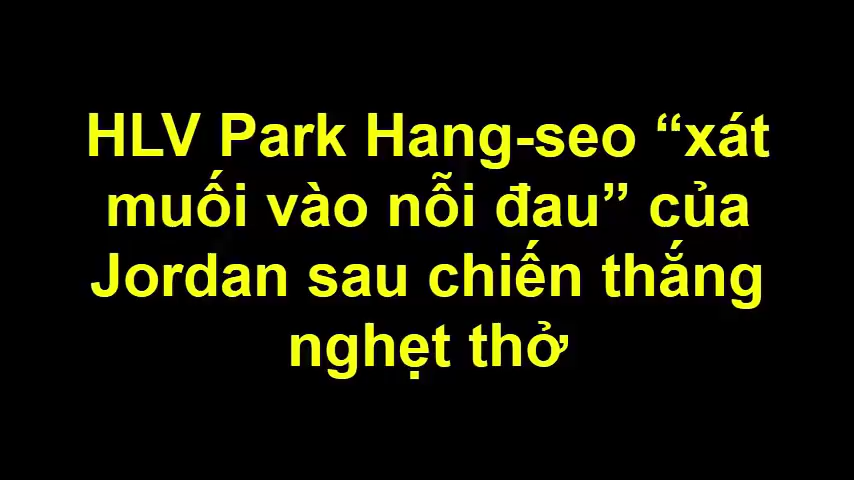 HLV Park Hang-seo “xát
muối vào nỗi đau” của
Jordan sau chiến thắng
nghẹt thở